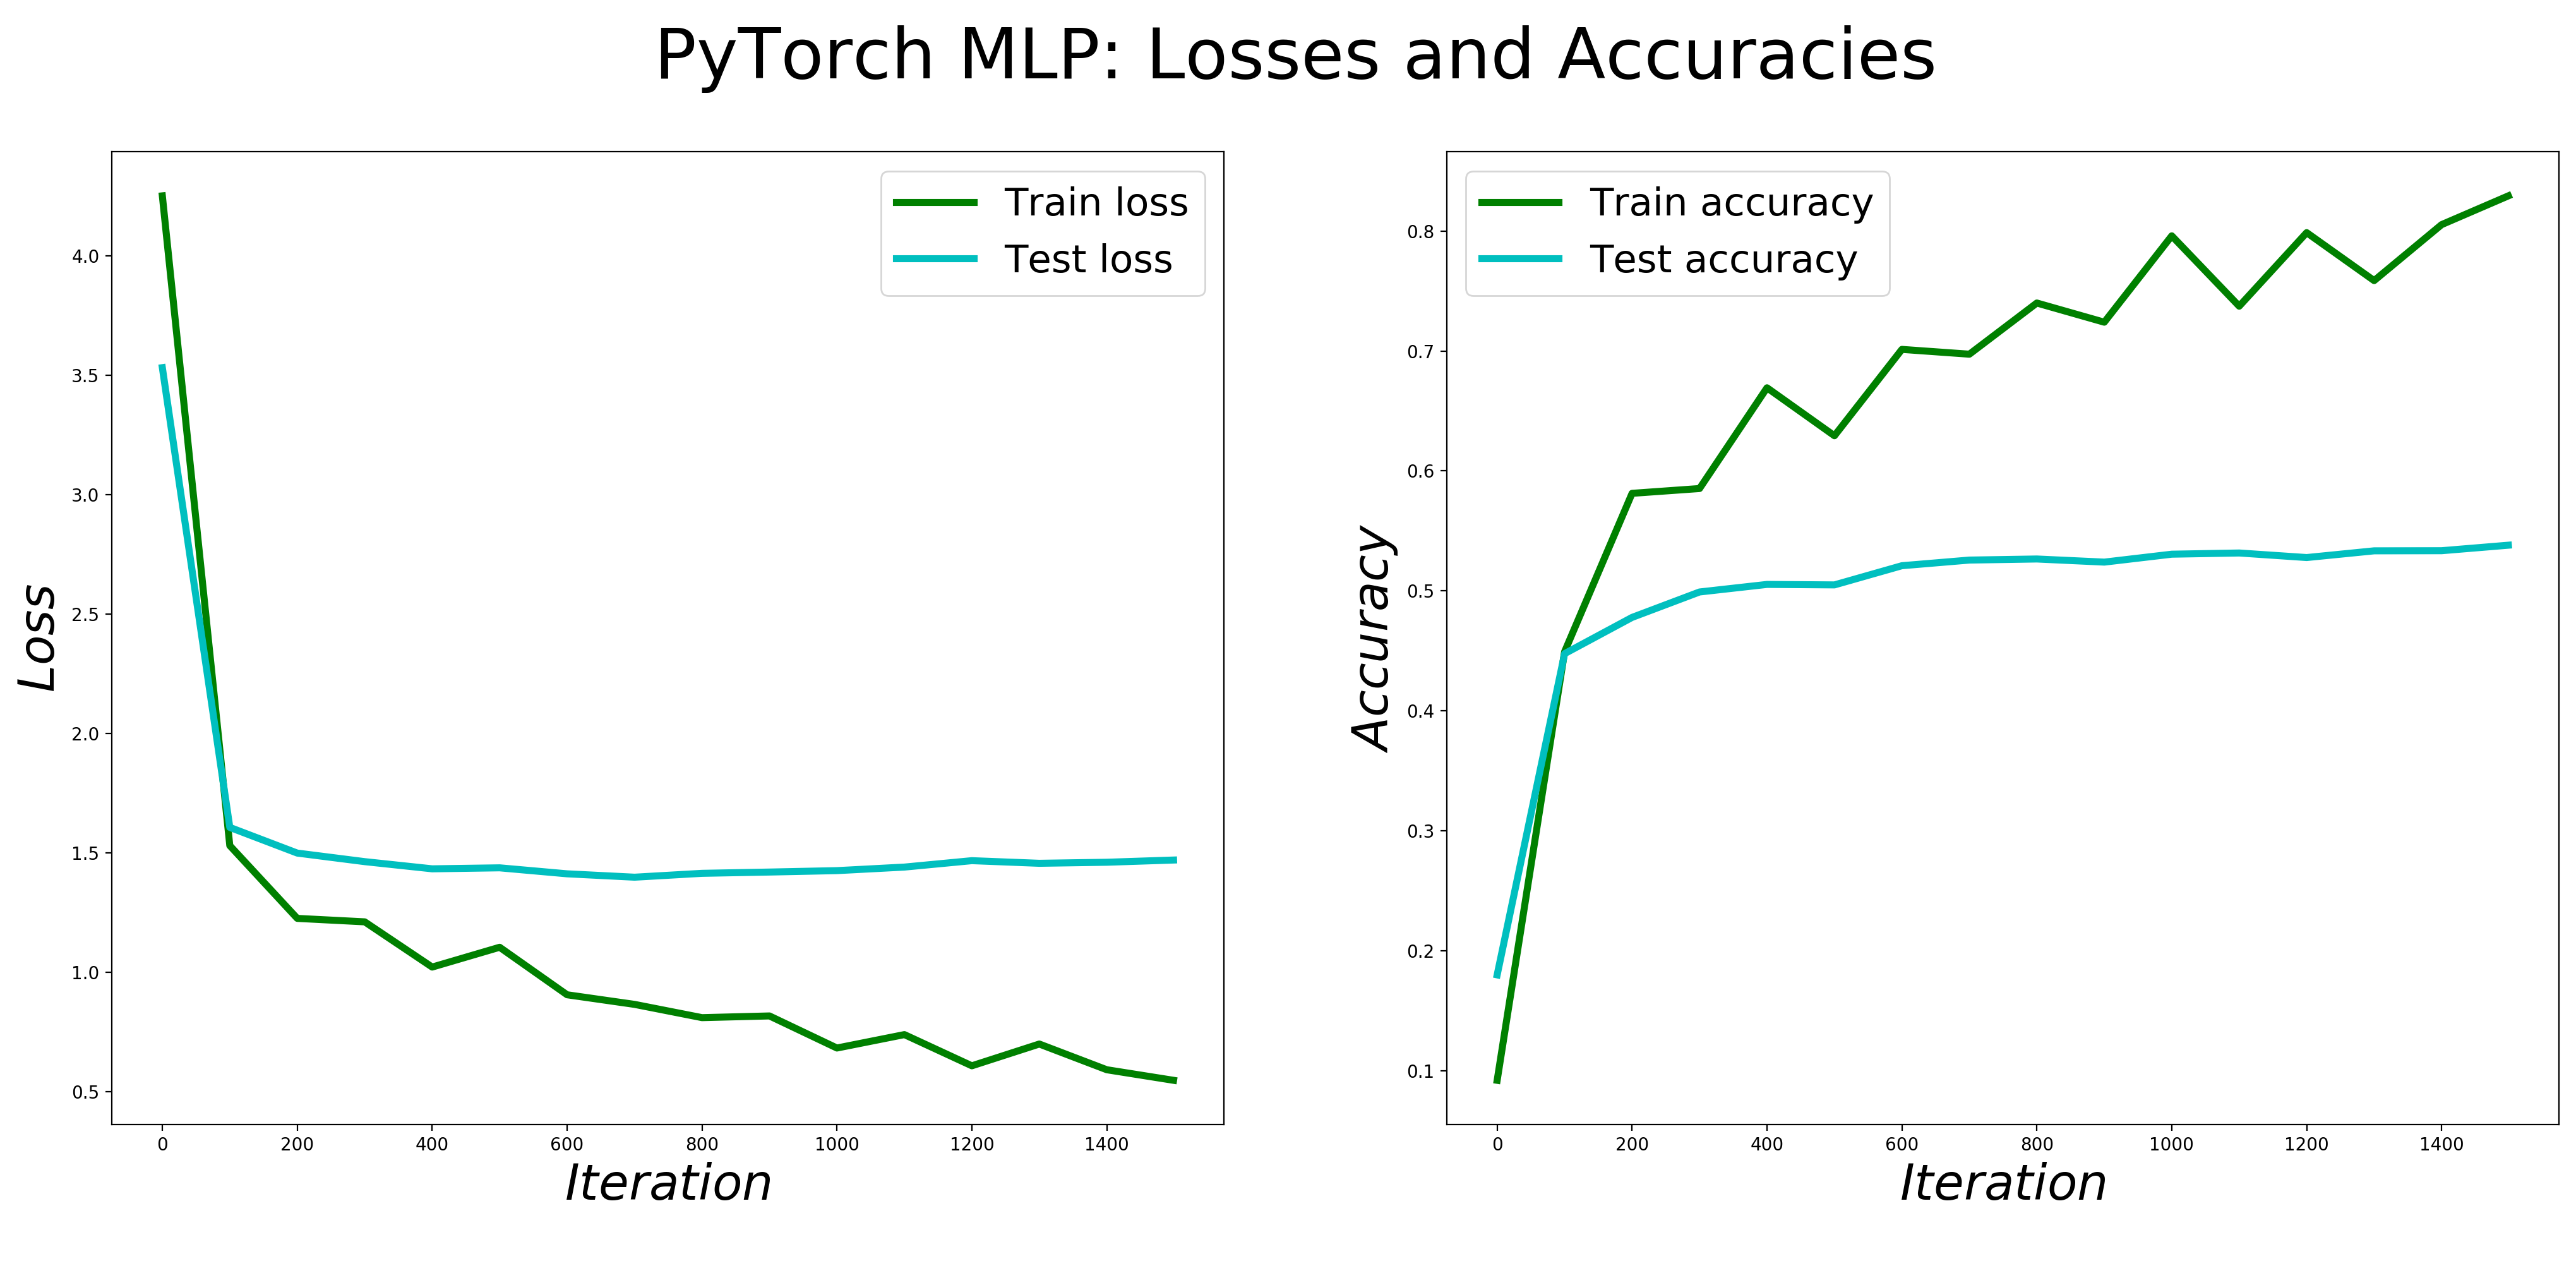 PyTorch MLP: Losses and Accuracies
Train loss
Test loss
4.0
3.5
3.0
2.5
2.0
1.5
1.0
0.5
Loss
0 200 400 600 800 1000 1200 1400
Iteration
Train accuracy
Test accuracy
0.8
0.7
0.6
0.5
0.4
0.3
0.2
0.1
Accuracy
0 200 400 600 800 1000 1200 1400
Iteration